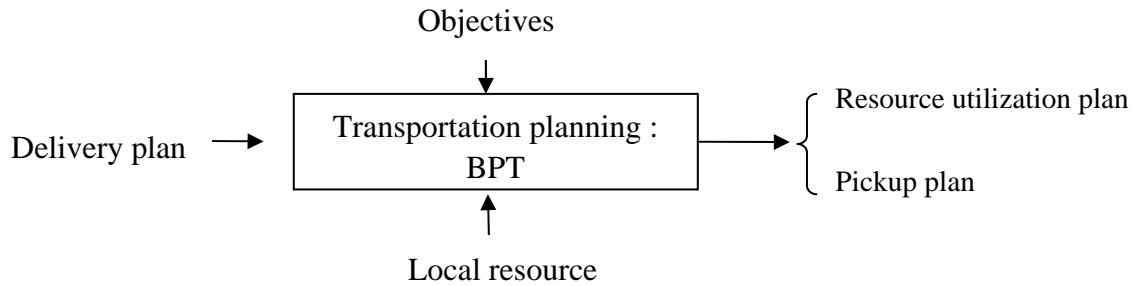 Objectives
Delivery plan
Transportation planning :
BPT
Resource utilization plan
Pickup plan
Local resource